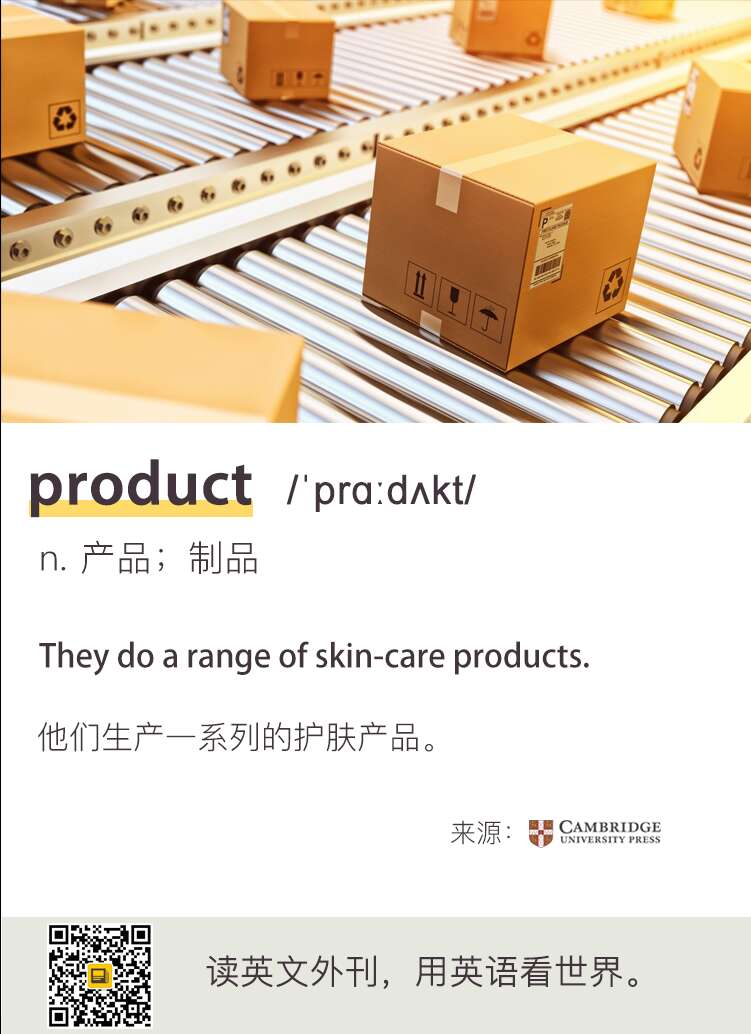 P
product /ˈprɑːdʌkt/
n. 产品；制品
They do a range of skin-care products.
他们生产一系列的护肤产品。
来源：CAMBRIDGE
UNIVERSITY PRESS
读英文外刊，用英语看世界。